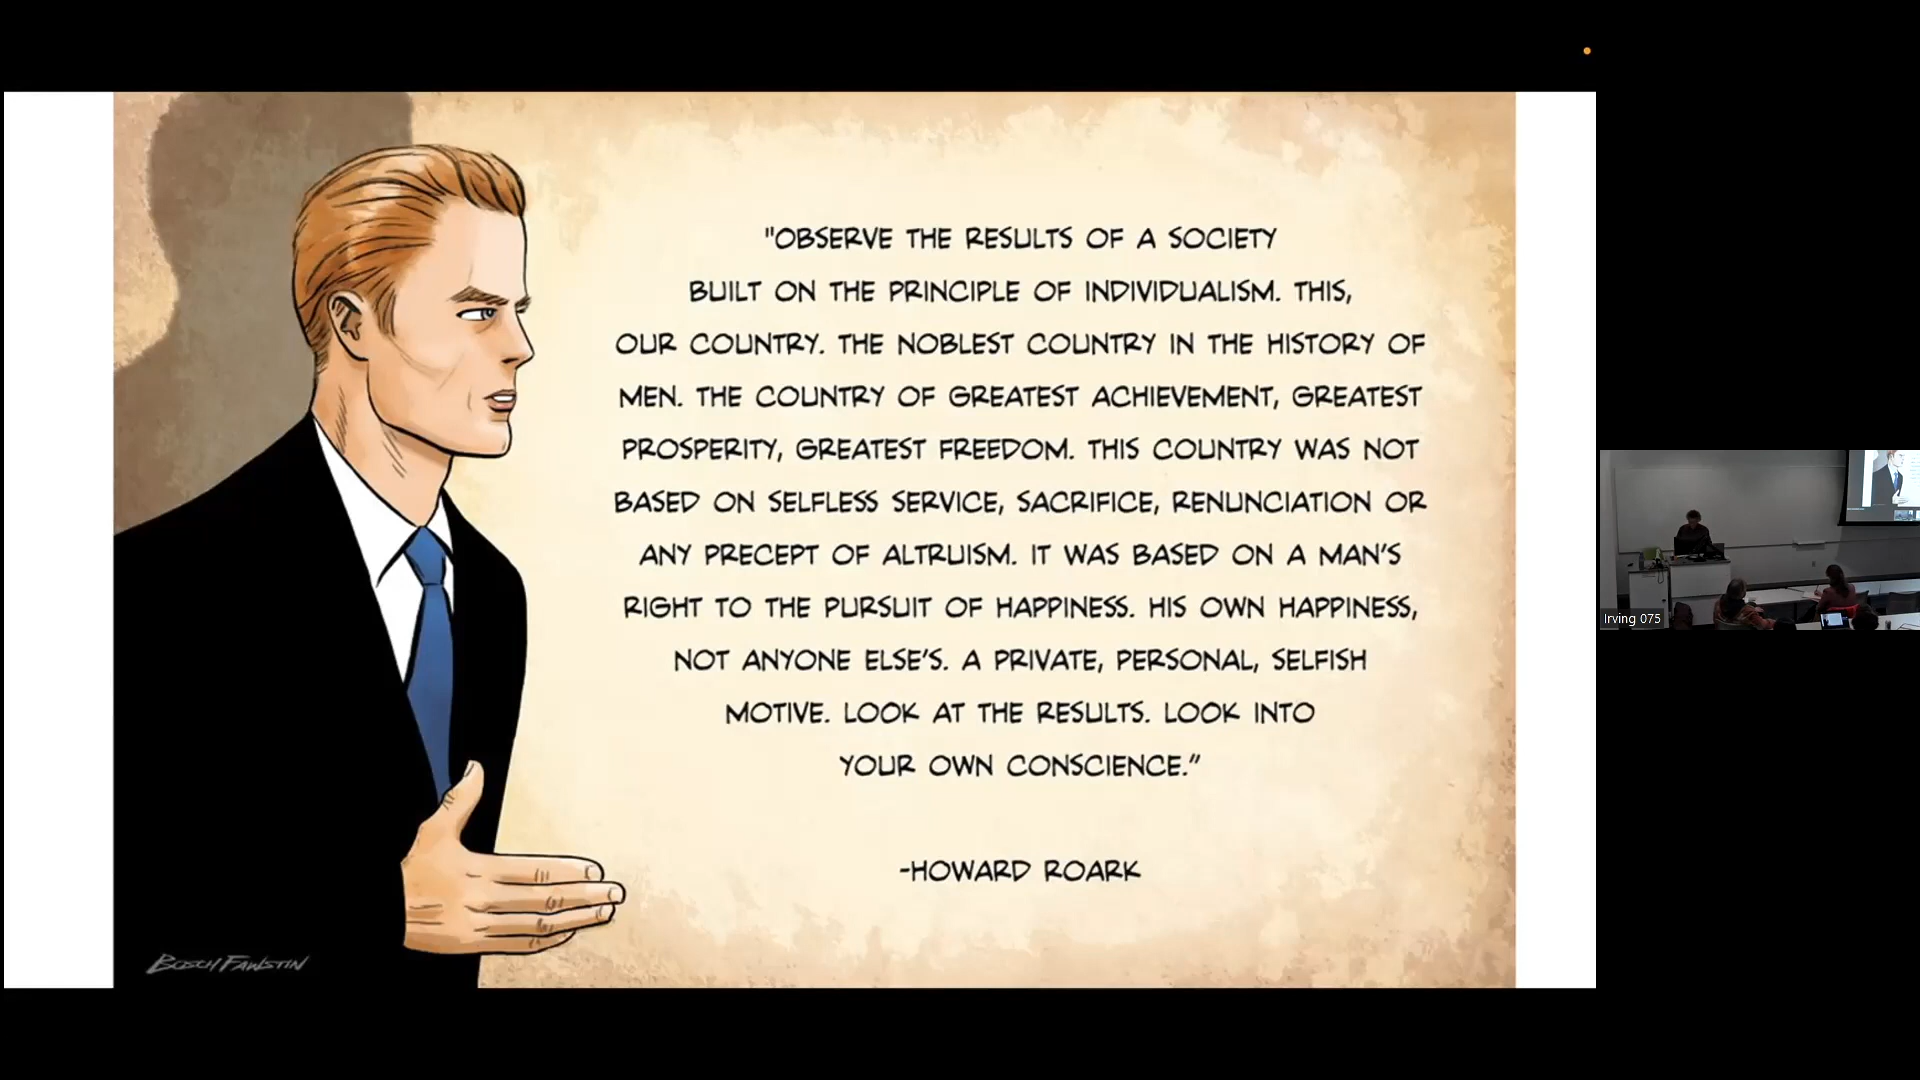 "OBSERVE THE RESULTS OF A SOCIETY
BUILT ON THE PRINCIPLE OF INDIVIDUALISM. THIS,
OUR COUNTRY. THE NOBLEST COUNTRY IN THE HISTORY OF
MEN. THE COUNTRY OF GREATEST ACHIEVEMENT, GREATEST
PROSPERITY, GREATEST FREEDOM. THIS COUNTRY WAS NOT
BASED ON SELFLESS SERVICE, SACRIFICE, RENUNCIATION OR
ANY PRECEPT OF ALTRUISM. IT WAS BASED ON A MAN'S
RIGHT TO THE PURSUIT OF HAPPINESS. HIS OWN HAPPINESS,
NOT ANYONE ELSE'S. A PRIVATE, PERSONAL, SELFISH
MOTIVE. LOOK AT THE RESULTS. LOOK INTO
YOUR OWN CONSCIENCE."
-HOWARD ROARK
BOSCH FAWSTIN
Irving 075